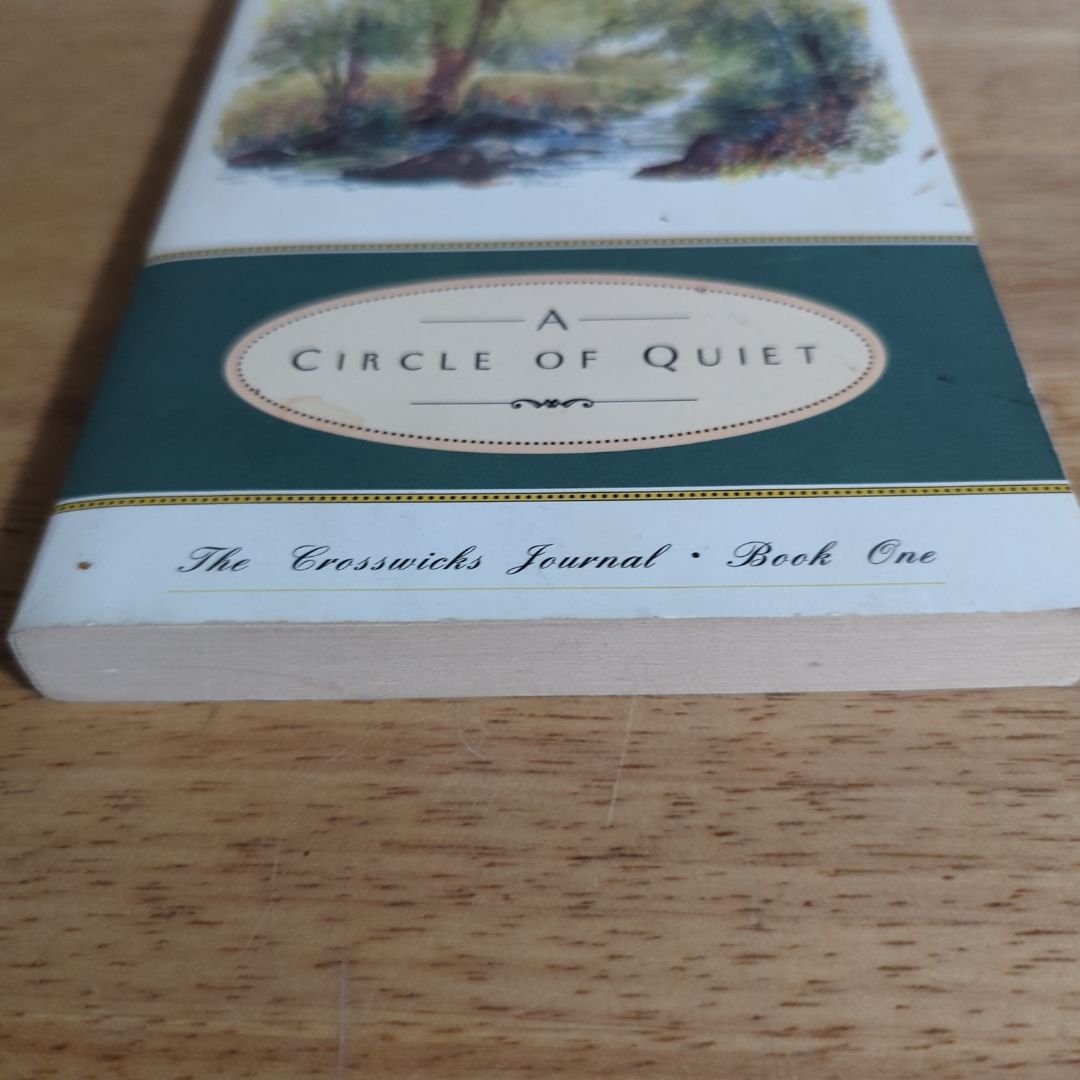 A
CIRCLE OF QUIET
The Crosswicks Journal • Book One